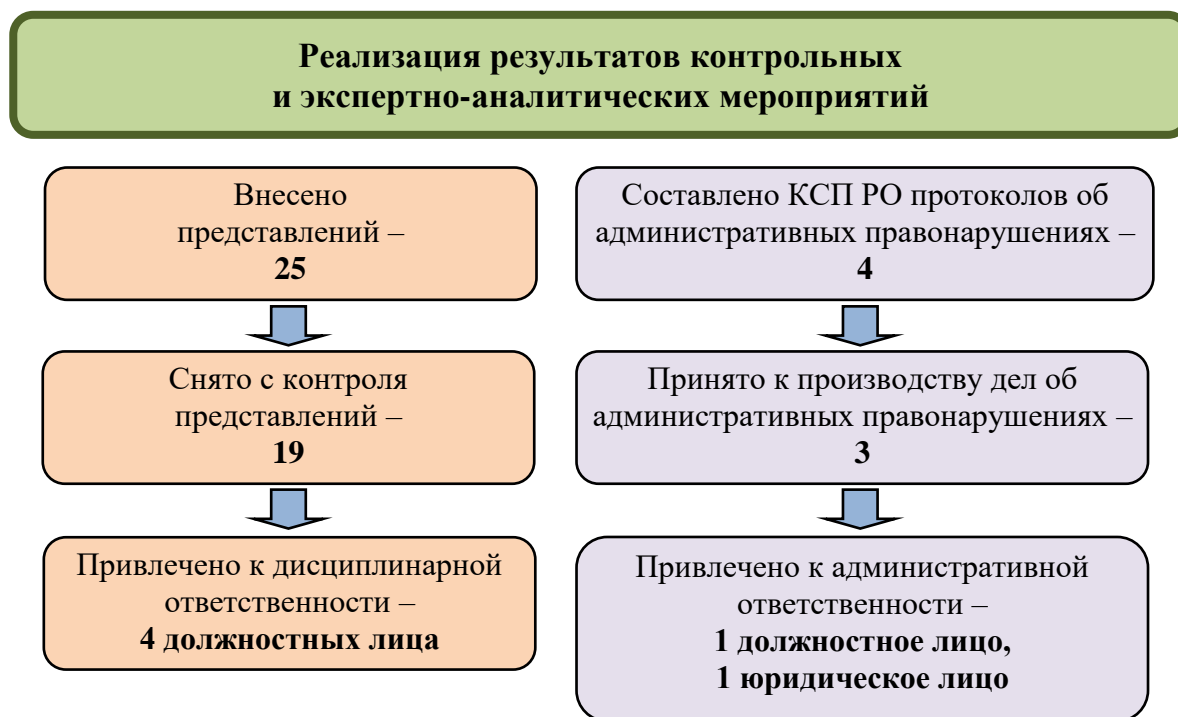 Реализация результатов контрольных
и экспертно-аналитических мероприятий
Внесено
представлений –
25
Снято с контроля
представлений –
19
Привлечено к дисциплинарной
ответственности –
4 должностных лица
Составлено КСП РО протоколов об
административных правонарушениях –
4
Принято к производству дел об
административных правонарушениях –
3
Привлечено к административной
ответственности –
1 должностное лицо,
1 юридическое лицо